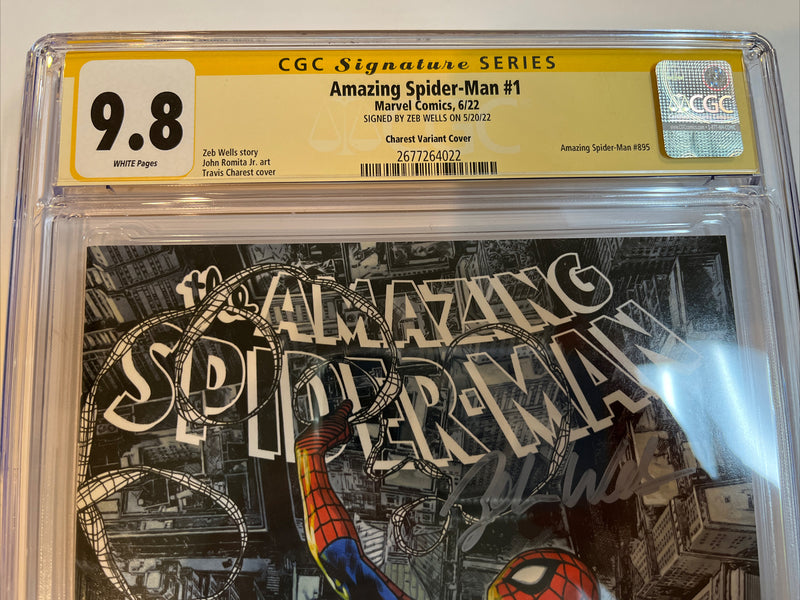 CGC Signature SERIES
9.8
WHITE Pages
Amazing Spider-Man #1
Marvel Comics, 6/22
SIGNED BY ZEB WELLS ON 5/20/22
Charest Variant Cover
2677264022
Zeb Wells story
John Romita Jr. art
Travis Charest cover
Amazing Spider-Man #895
CGC
the AMAZING
SPIDER-MAN
Zeb Wells